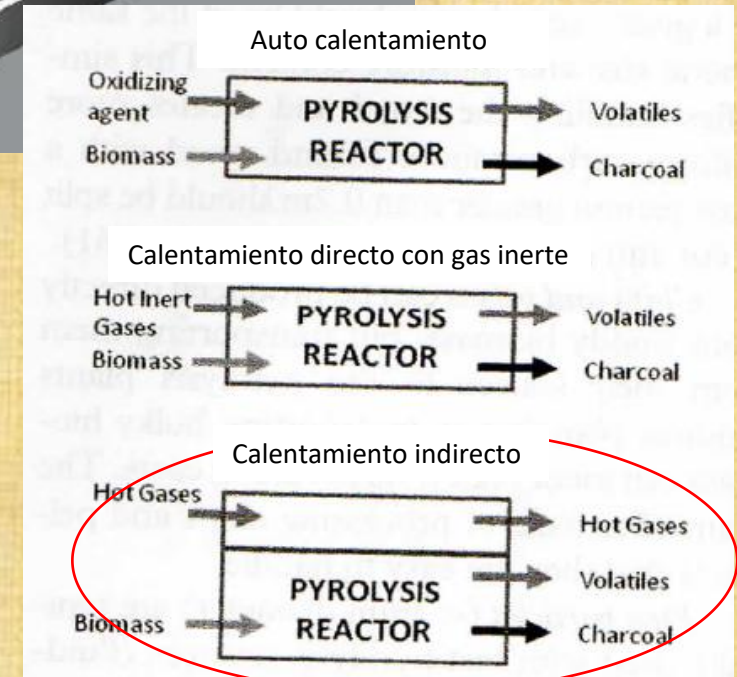 Auto calentamiento
Oxidizing
agent
Biomass
PYROLYSIS
REACTOR
Volatiles
Charcoal
Calentamiento directo con gas inerte
Hot Inert
Gases
Biomass
PYROLYSIS
REACTOR
Volatiles
Charcoal
Calentamiento indirecto
Hot Gases
Hot Gases
PYROLYSIS
REACTOR
Biomass
Volatiles
Charcoal